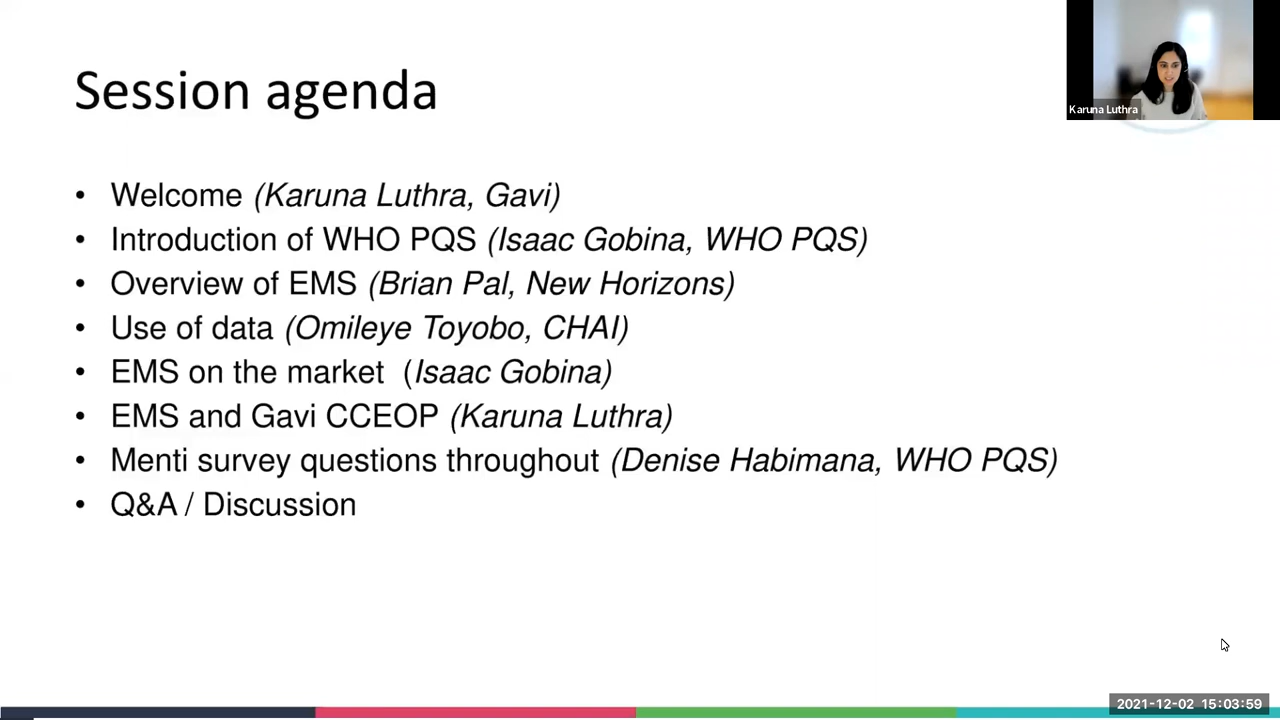 Session agenda
Karuna Luthra
• Welcome (Karuna Luthra, Gavi)
• Introduction of WHO PQS (Isaac Gobina, WHO PQS)
• Overview of EMS (Brian Pal, New Horizons)
• Use of data (Omileye Toyobo, CHAI)
• EMS on the market (Isaac Gobina)
• EMS and Gavi CCEOP (Karuna Luthra)
• Menti survey questions throughout (Denise Habimana, WHO PQS)
• Q&A / Discussion
2021-12-02 15:03:59